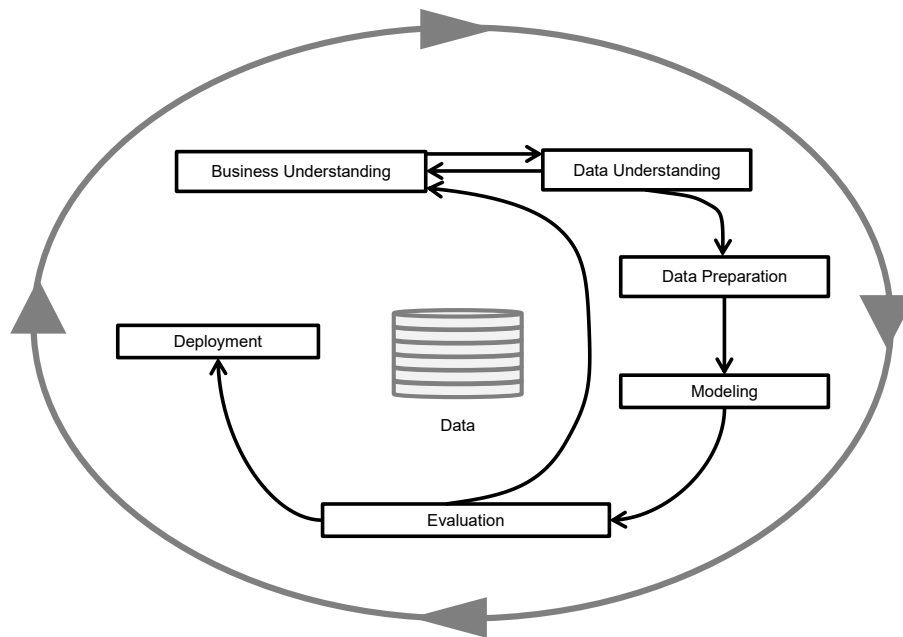 Business Understanding
Data Understanding
Data Preparation
Deployment
Modeling
Data
Evaluation